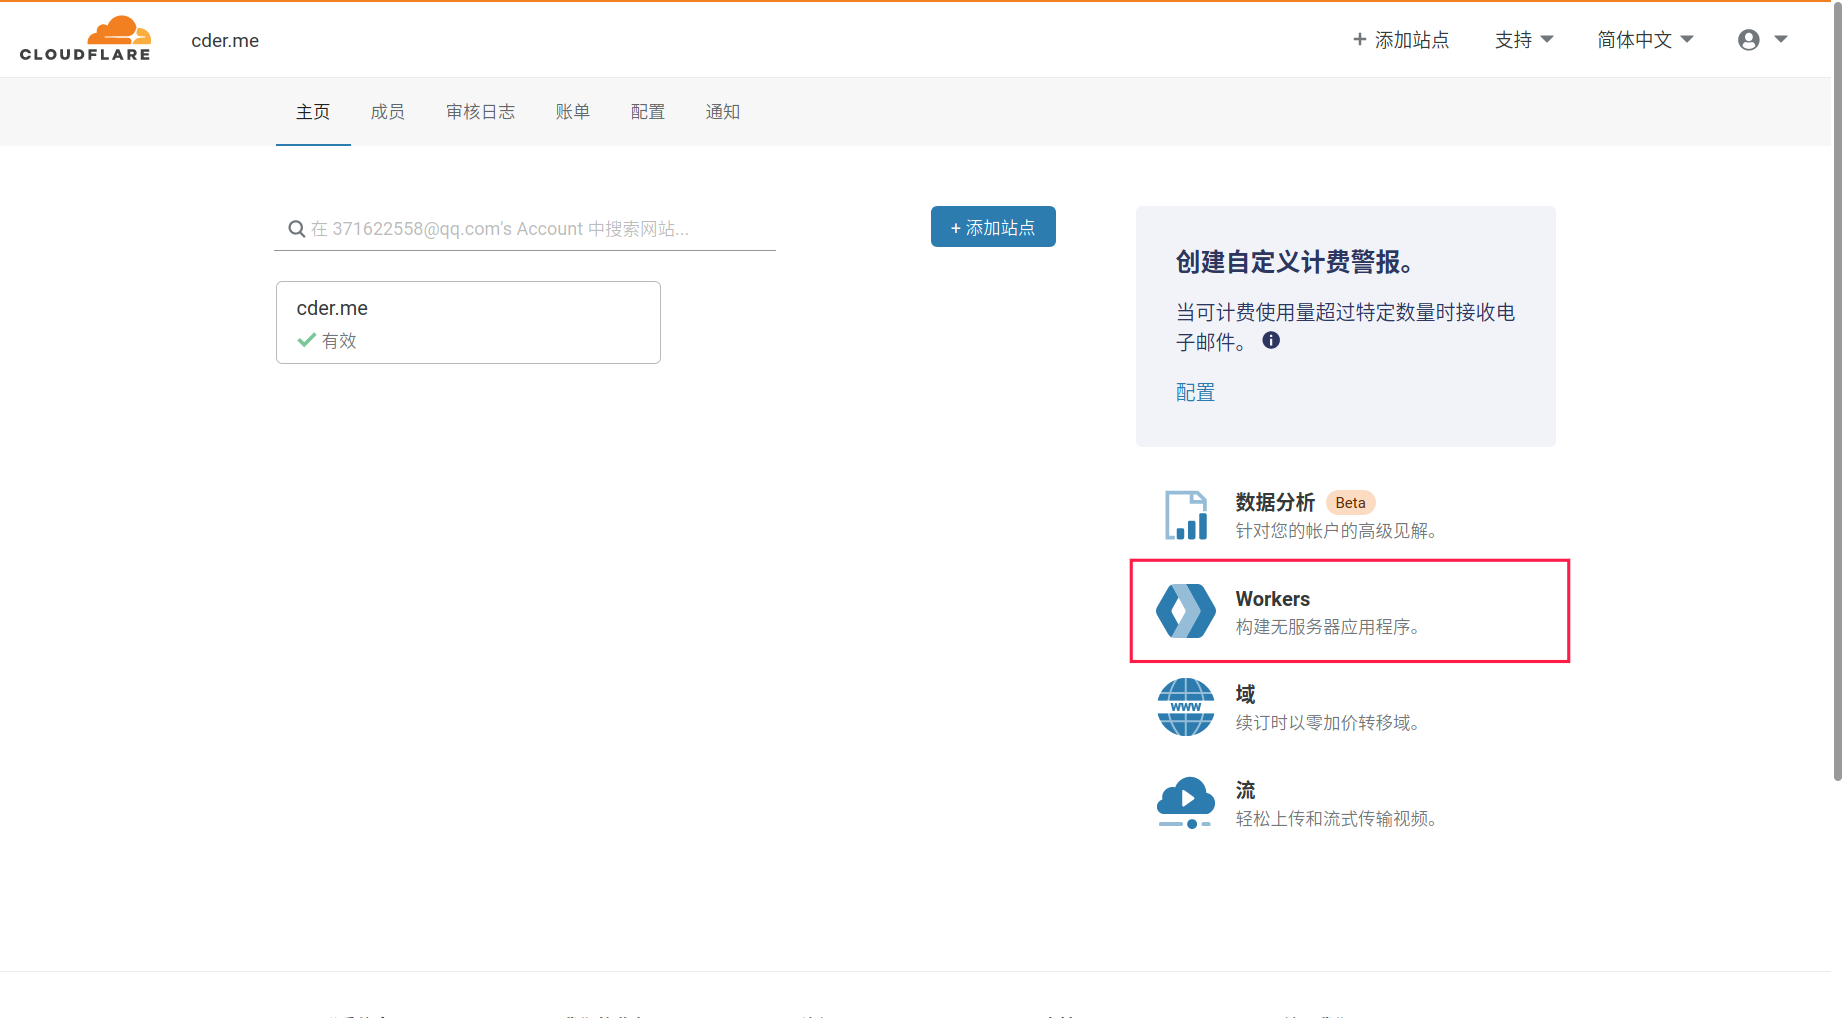 CLOUDFLARE
cder.me
+ 添加站点
支持
简体中文
主页
成员
审核日志
账单
配置
通知
在 371622558@qq.com's Account 中搜索网站...
+ 添加站点
cder.me
有效
创建自定义计费警报。
当可计费使用量超过特定数量时接收电
子邮件。
配置
数据分析 Beta
针对您的帐户的高级见解。
Workers
构建无服务器应用程序。
www
域
续订时以零加价转移域。
流
轻松上传和流式传输视频。